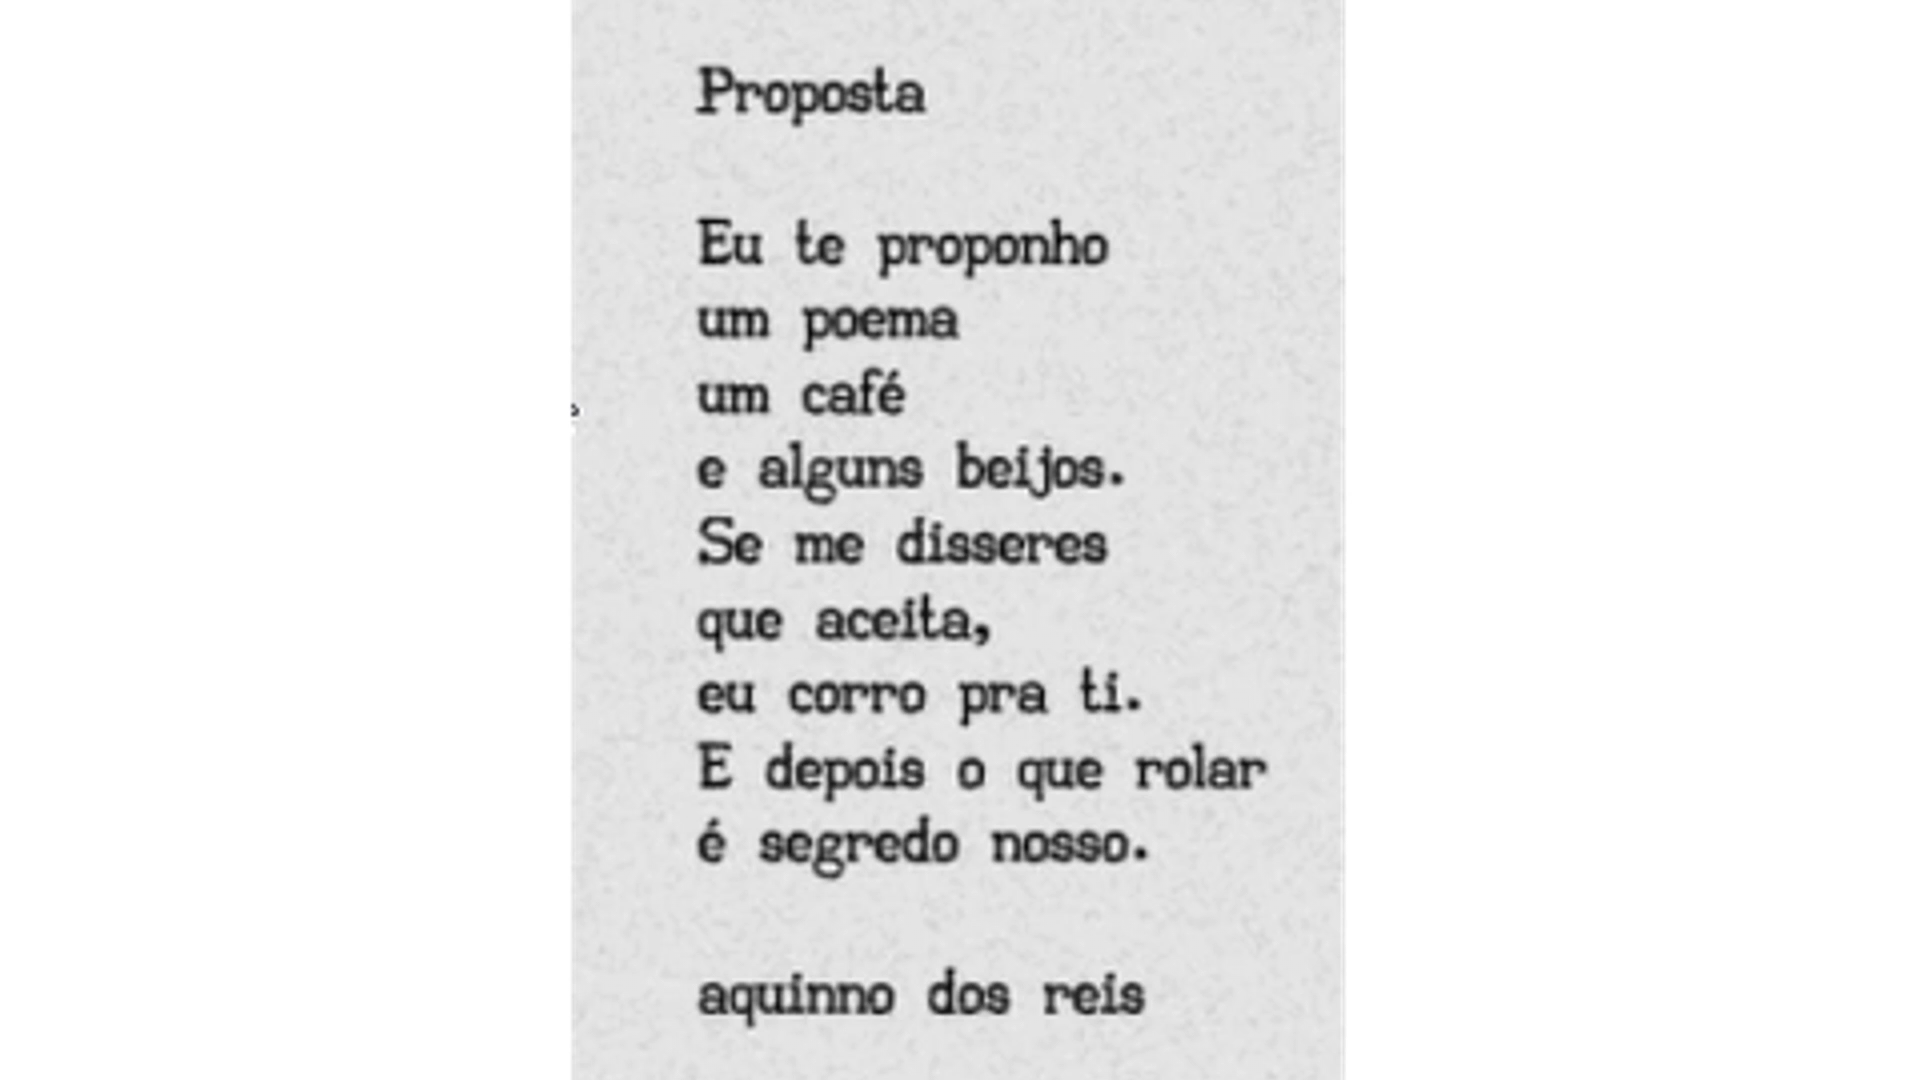 Proposta
Eu te proponho
um poema
um café
e alguns beijos.
Se me disseres
que aceita,
eu corro pra ti.
E depois o que rolar
é segredo nosso.
aquinno dos reis